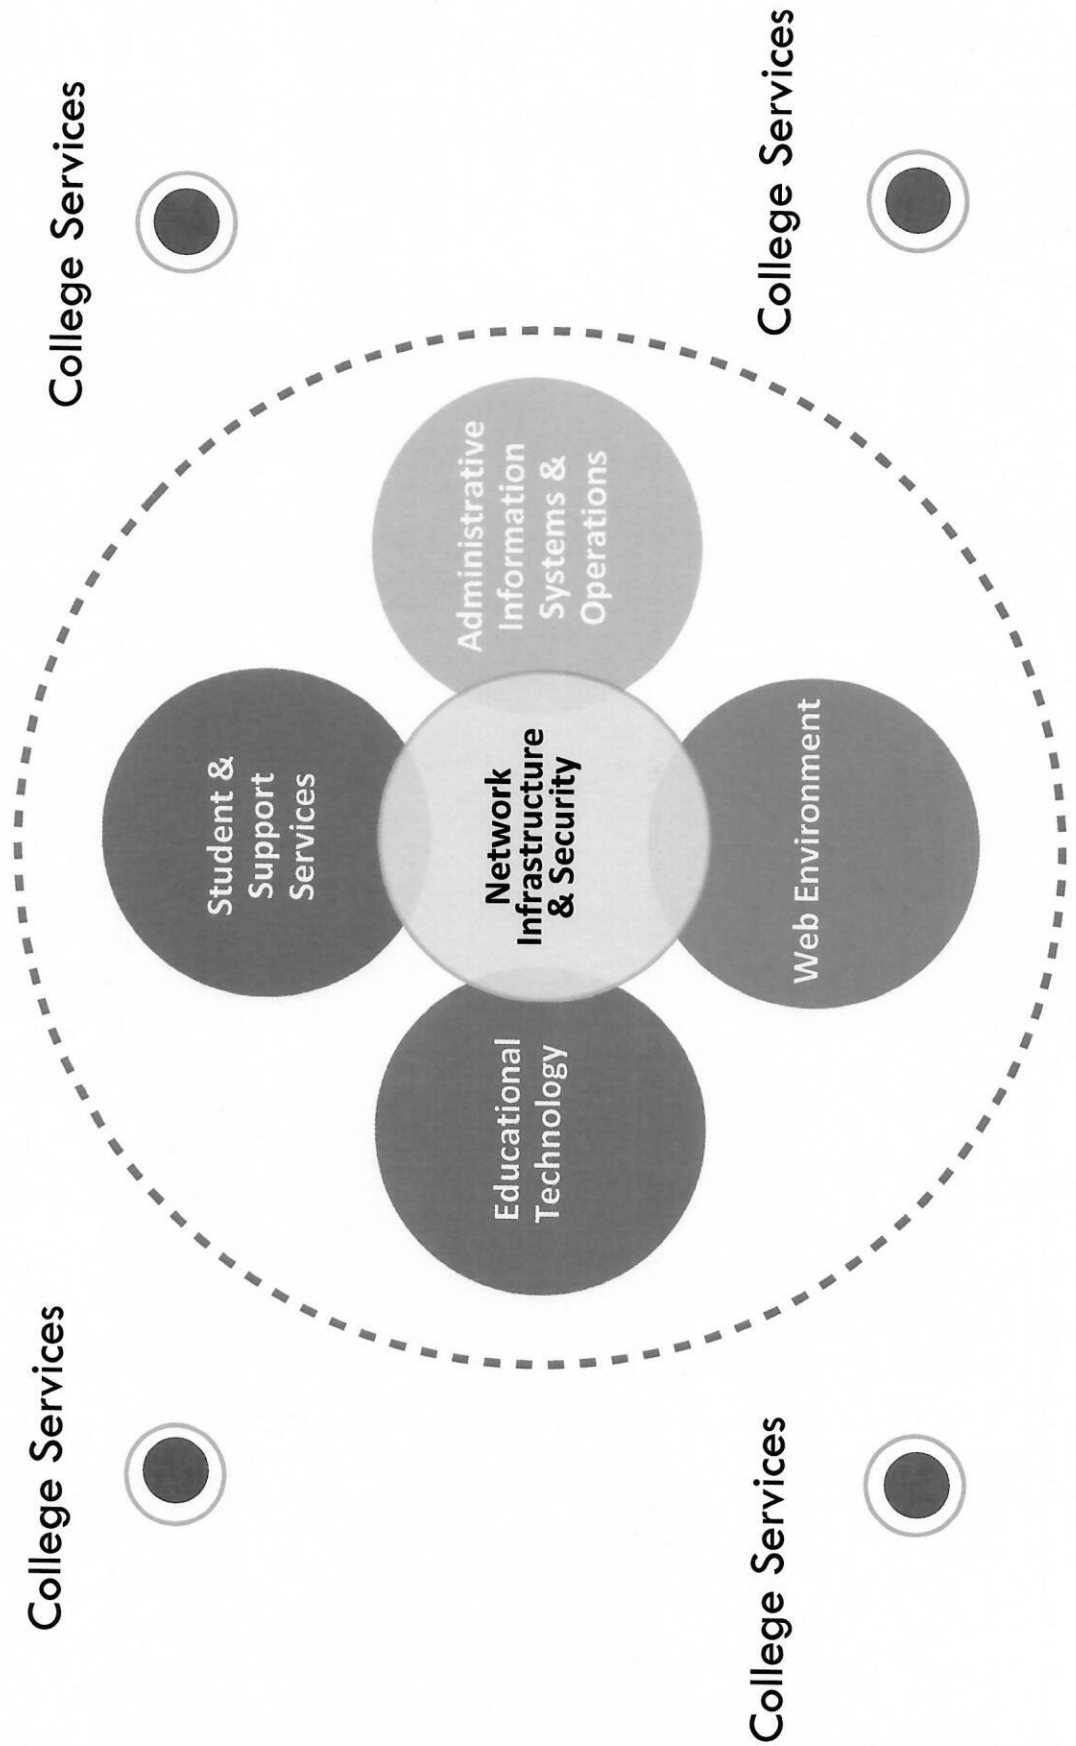 College Services
College Services
Student &
Support
Services
Educational
Technology
Network
Infrastructure
& Security
Administrative
Information
Systems &
Operations
Web Environment
College Services
College Services